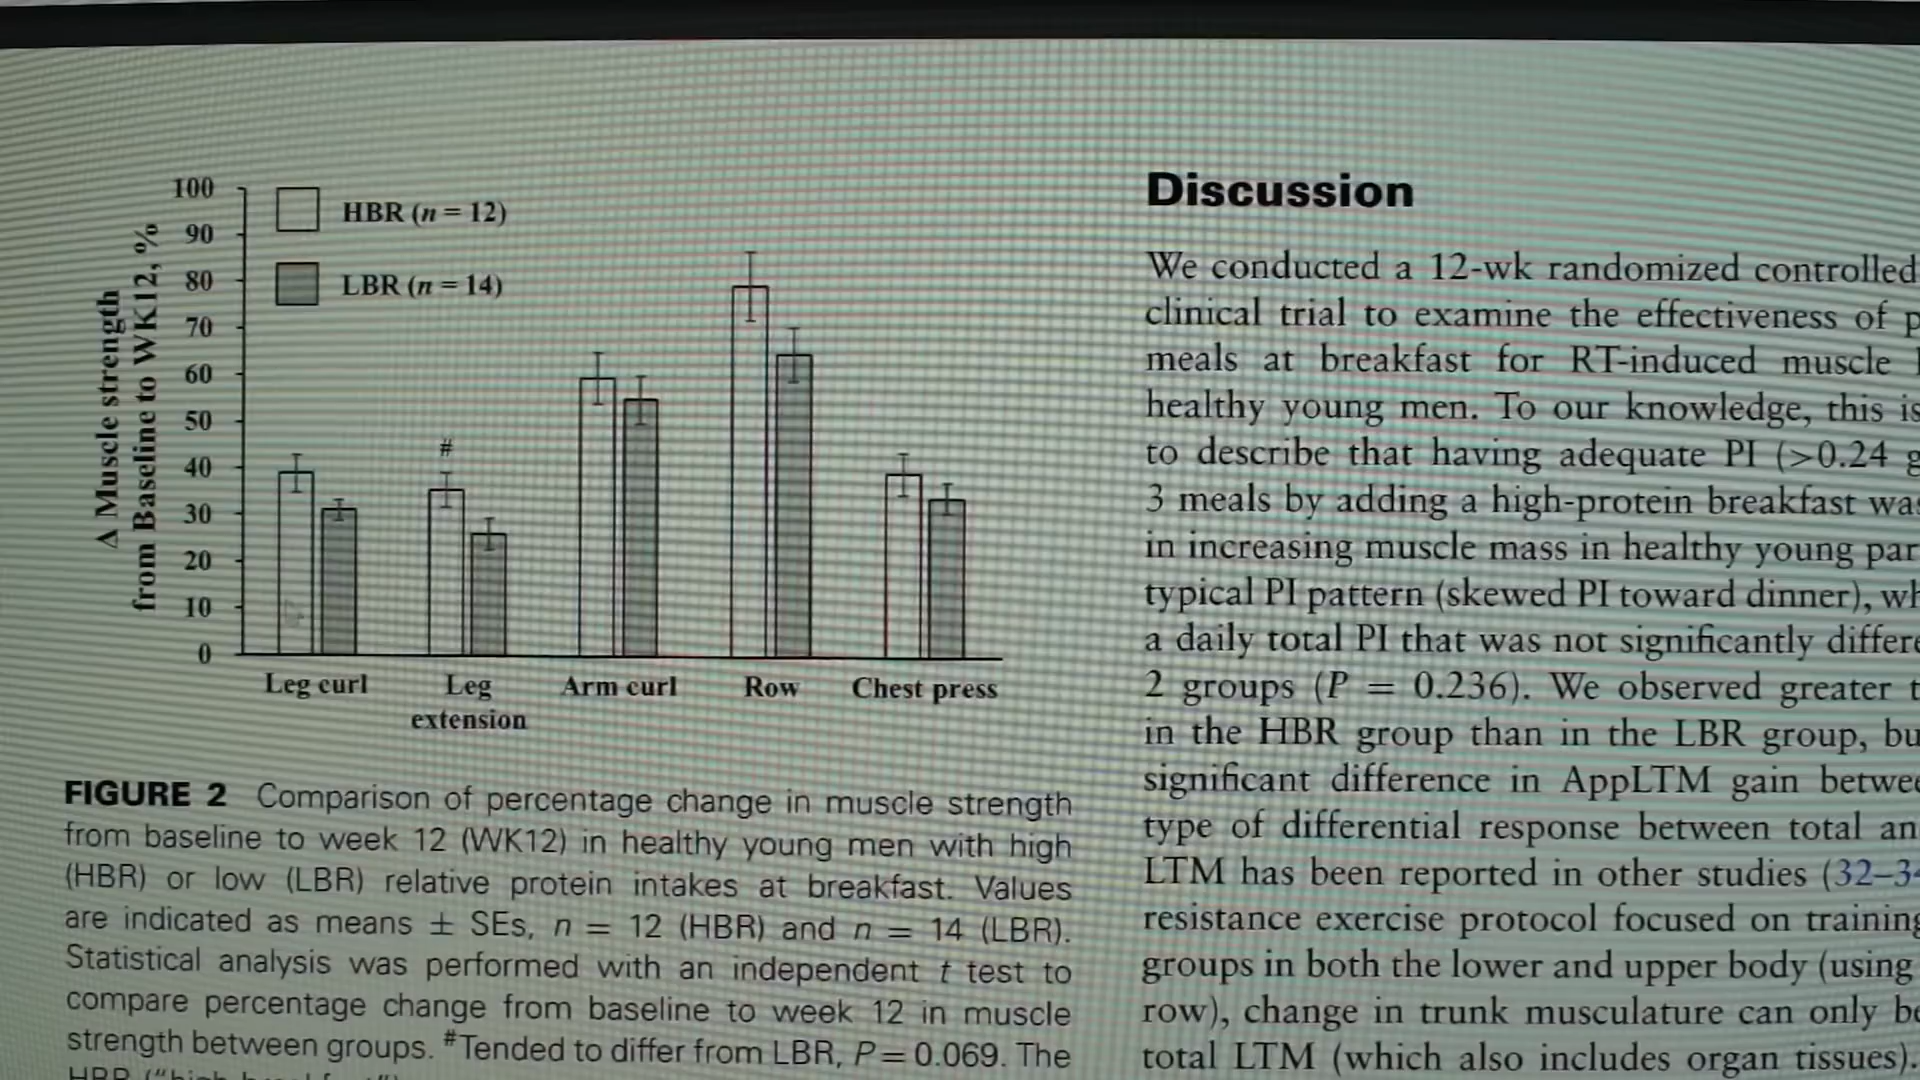 100
90
80
70
60
50
40
30
20
10
0
Δ Muscle strength
from Baseline to WK12, %
HBR (n = 12)
LBR (n = 14)
#
Leg curl
Leg
extension
Arm curl
Row
Chest press
FIGURE 2 Comparison of percentage change in muscle strength
from baseline to week 12 (WK12) in healthy young men with high
(HBR) or low (LBR) relative protein intakes at breakfast. Values
are indicated as means ± SEs, n = 12 (HBR) and n = 14 (LBR).
Statistical analysis was performed with an independent t test to
compare percentage change from baseline to week 12 in muscle
strength between groups. #Tended to differ from LBR, P = 0.069. The
Discussion
We conducted a 12-wk randomized controlled
clinical trial to examine the effectiveness of p
meals at breakfast for RT-induced muscle
healthy young men. To our knowledge, this is
to describe that having adequate PI (>0.24 g
3 meals by adding a high-protein breakfast was
in increasing muscle mass in healthy young par
typical PI pattern (skewed PI toward dinner), wh
a daily total PI that was not significantly differe
2 groups (P = 0.236). We observed greater t
in the HBR group than in the LBR group, bu
significant difference in AppLTM gain betwee
type of differential response between total an
LTM has been reported in other studies (32–3
resistance exercise protocol focused on training
groups in both the lower and upper body (using
row), change in trunk musculature can only be
total LTM (which also includes organ tissues).